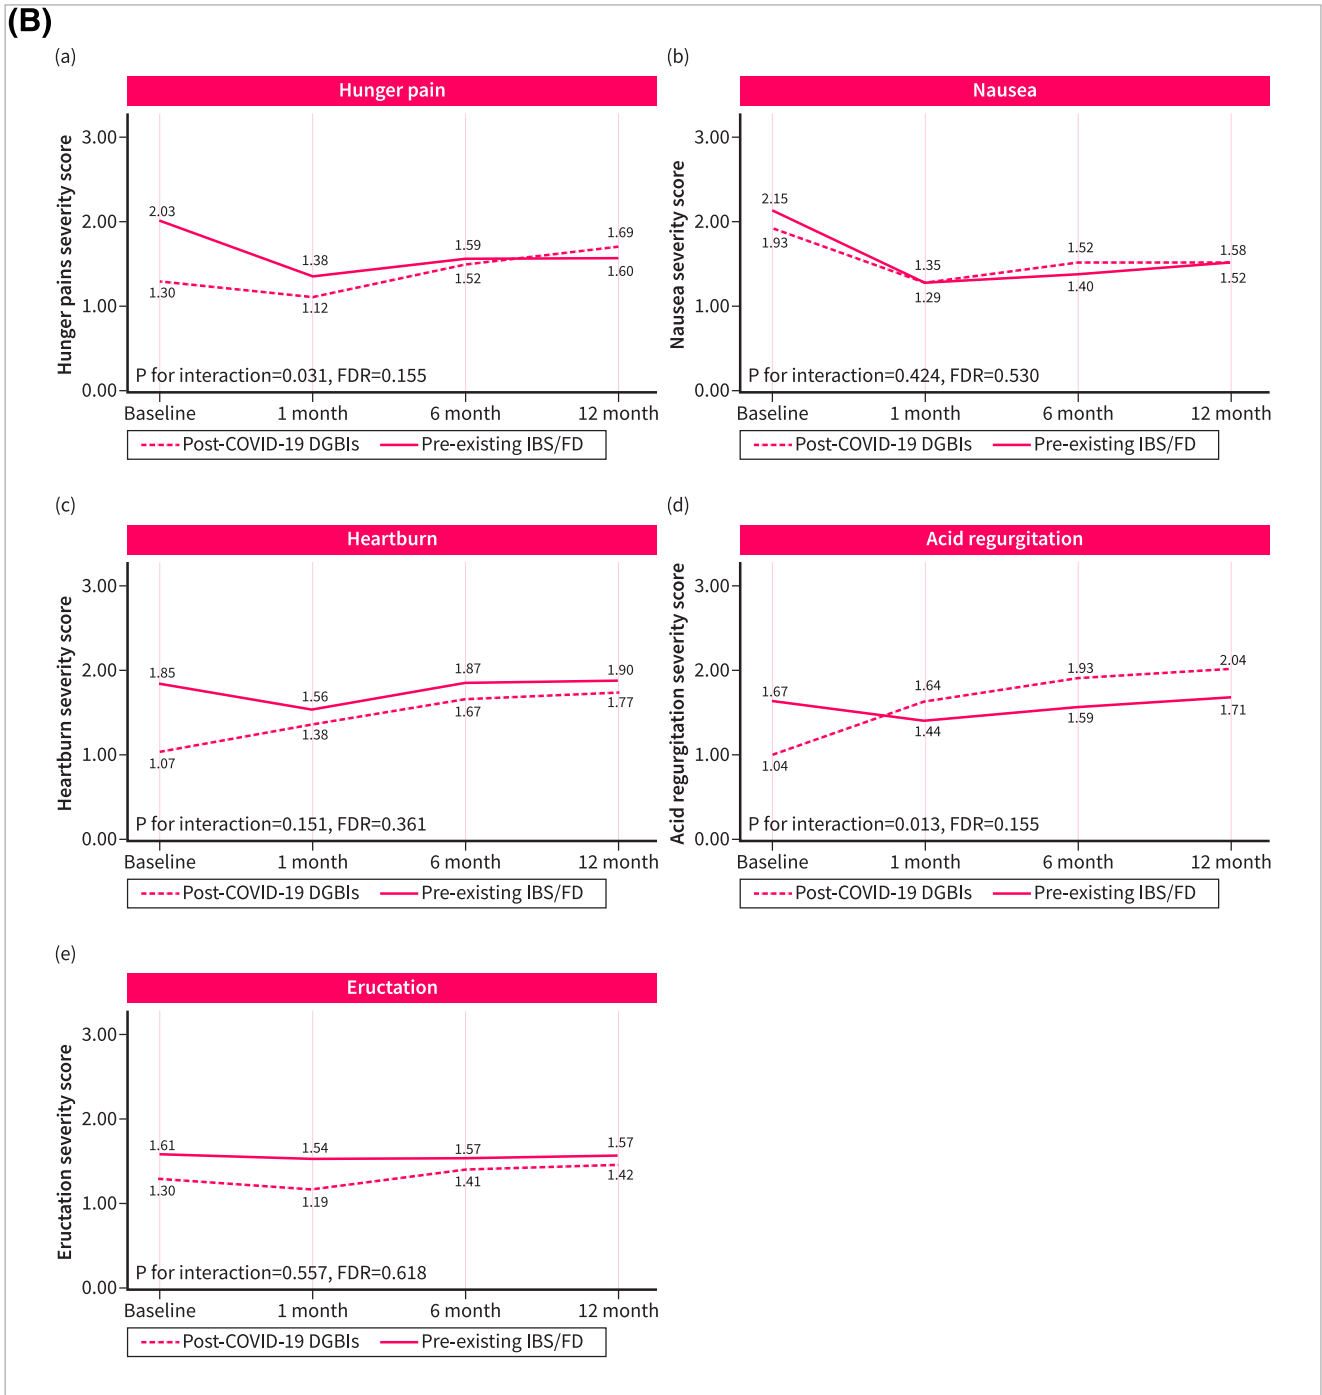 (B)
(a)
Hunger pain
Hunger pains severity score
3.00
2.00
1.00
0.00
2.03
1.38
1.59
1.69
1.30
1.12
1.52
1.60
P for interaction=0.031, FDR=0.155
Baseline 1 month 6 month 12 month
Post-COVID-19 DGBIs Pre-existing IBS/FD
(b)
Nausea
Nausea severity score
3.00
2.00
1.00
0.00
2.15
1.93
1.35
1.29
1.52
1.40
1.58
1.52
P for interaction=0.424, FDR=0.530
Baseline 1 month 6 month 12 month
Post-COVID-19 DGBIs Pre-existing IBS/FD
(c)
Heartburn
Heartburn severity score
3.00
2.00
1.00
0.00
1.85
1.56
1.87
1.90
1.07
1.38
1.67
1.77
P for interaction=0.151, FDR=0.361
Baseline 1 month 6 month 12 month
Post-COVID-19 DGBIs Pre-existing IBS/FD
(d)
Acid regurgitation
Acid regurgitation severity score
3.00
2.00
1.00
0.00
1.67
1.64
1.93
2.04
1.04
1.44
1.59
1.71
P for interaction=0.013, FDR=0.155
Baseline 1 month 6 month 12 month
Post-COVID-19 DGBIs Pre-existing IBS/FD
(e)
Eructation
Eructation severity score
3.00
2.00
1.00
0.00
1.61
1.54
1.57
1.57
1.30
1.19
1.41
1.42
P for interaction=0.557, FDR=0.618
Baseline 1 month 6 month 12 month
Post-COVID-19 DGBIs Pre-existing IBS/FD